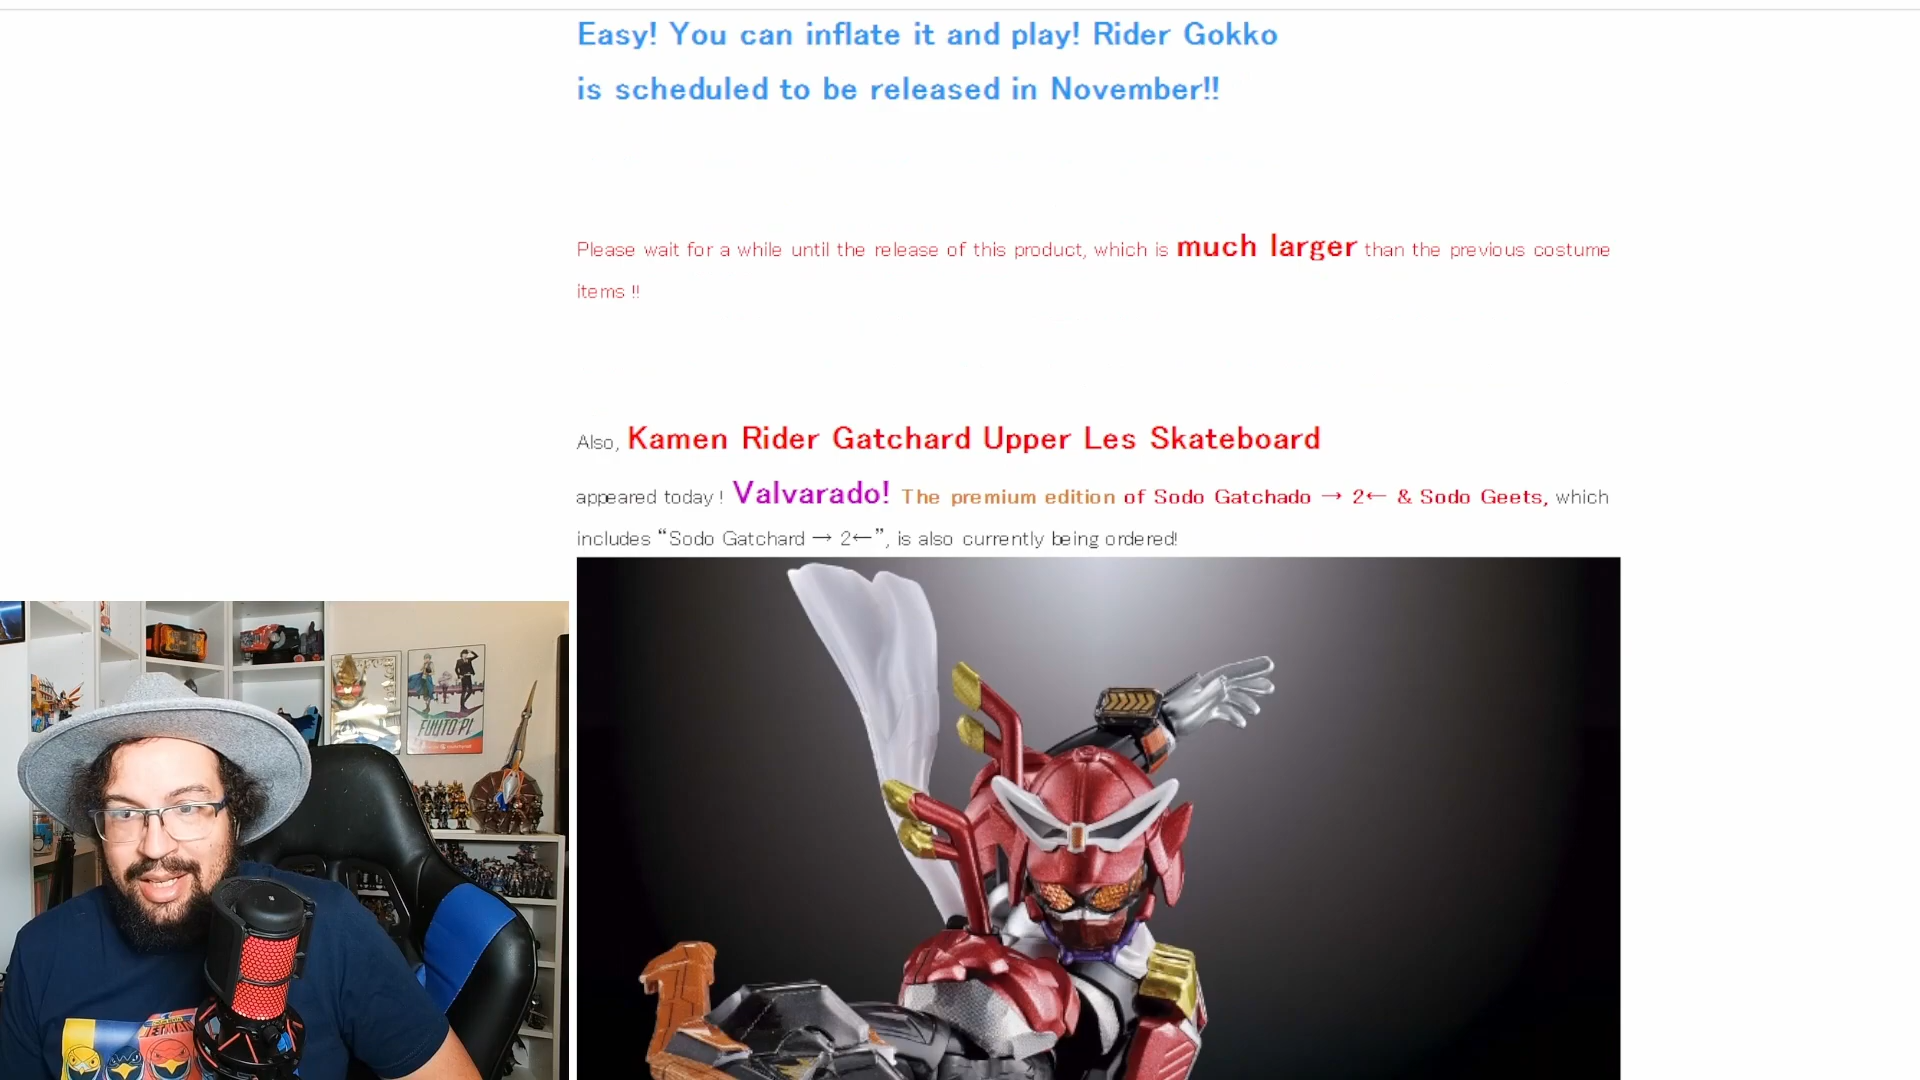 Easy! You can inflate it and play! Rider Gokko
is scheduled to be released in November!!
Please wait for a while until the release of this product, which is much larger than the previous costume
items !!
Also, Kamen Rider Gatchard Upper Les Skateboard
appeared today ! Valvarado! The premium edition of Sodo Gatchado → 2← & Sodo Geets, which
includes “Sodo Gatchard → 2←”, is also currently being ordered!
FUUTO PI